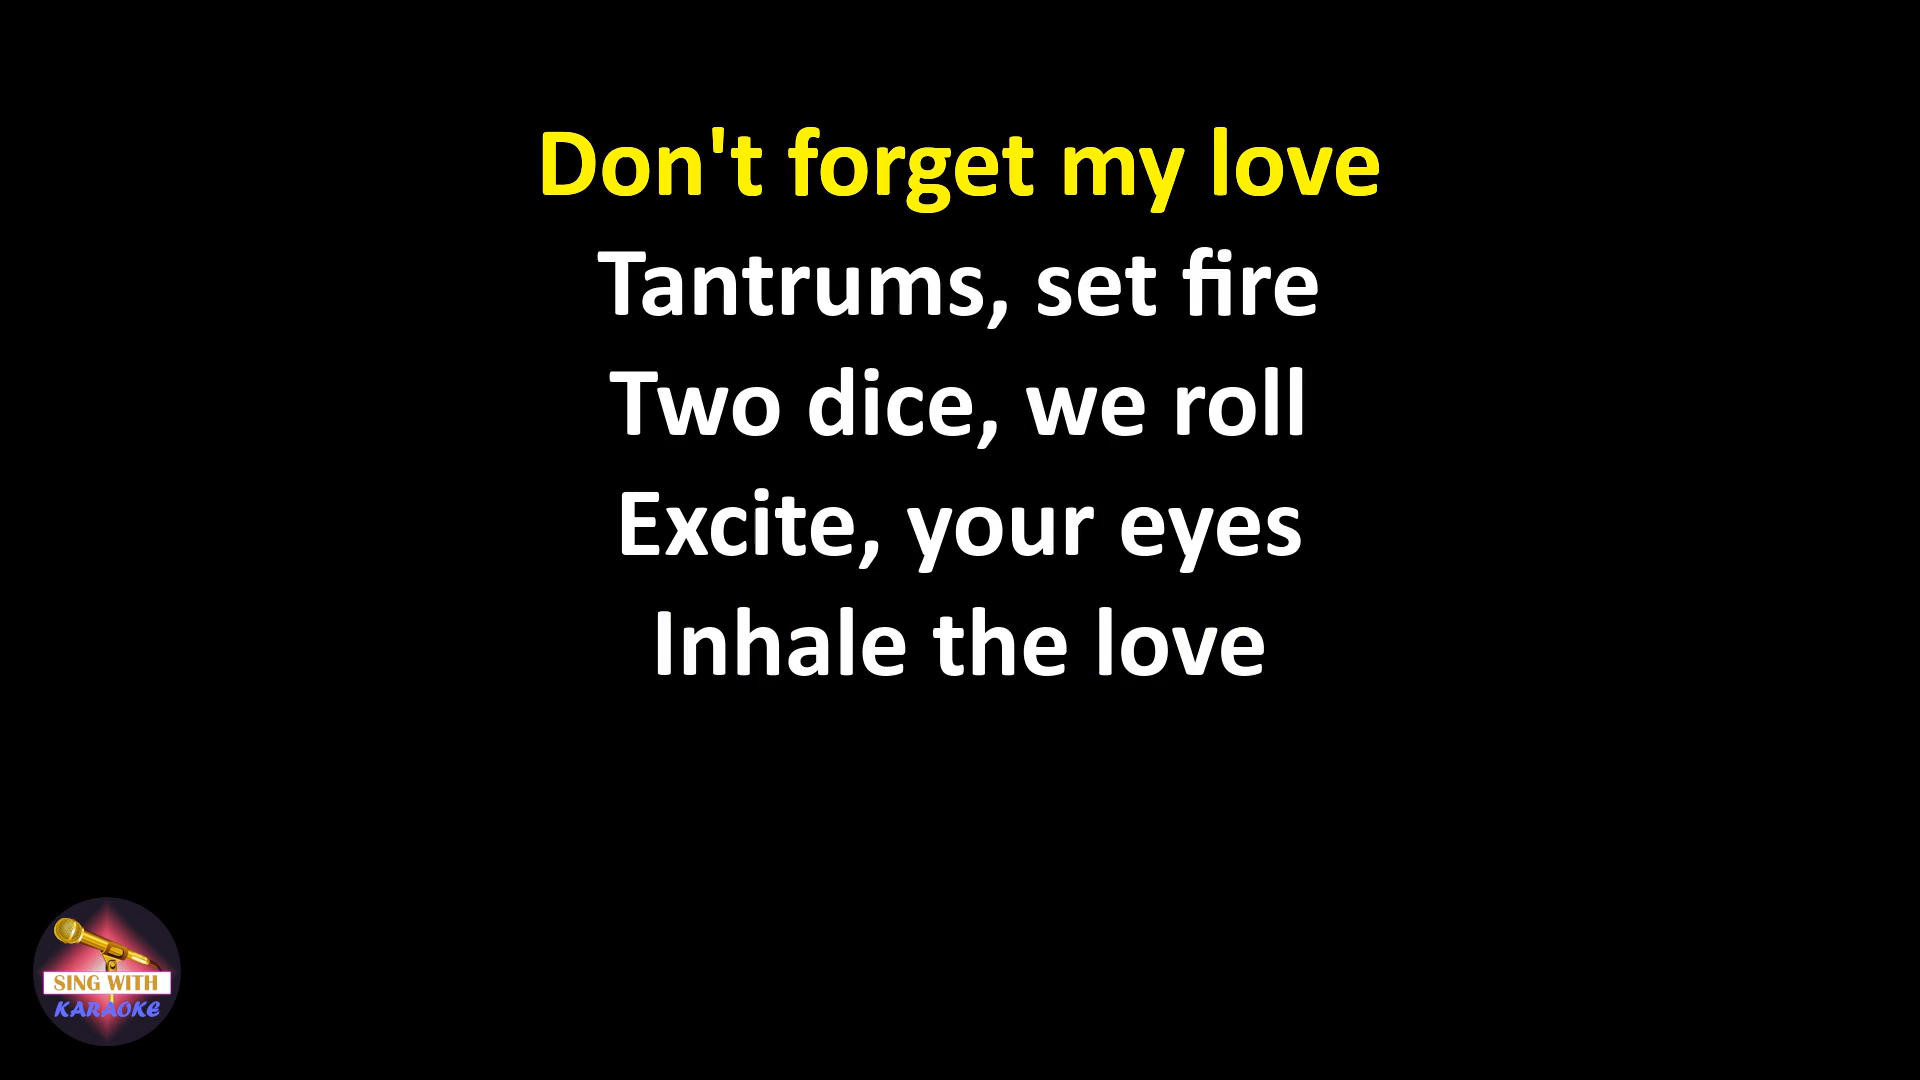 Don't forget my love
Tantrums, set fire
Two dice, we roll
Excite, your eyes
Inhale the love
SING WITH
KARAOKE